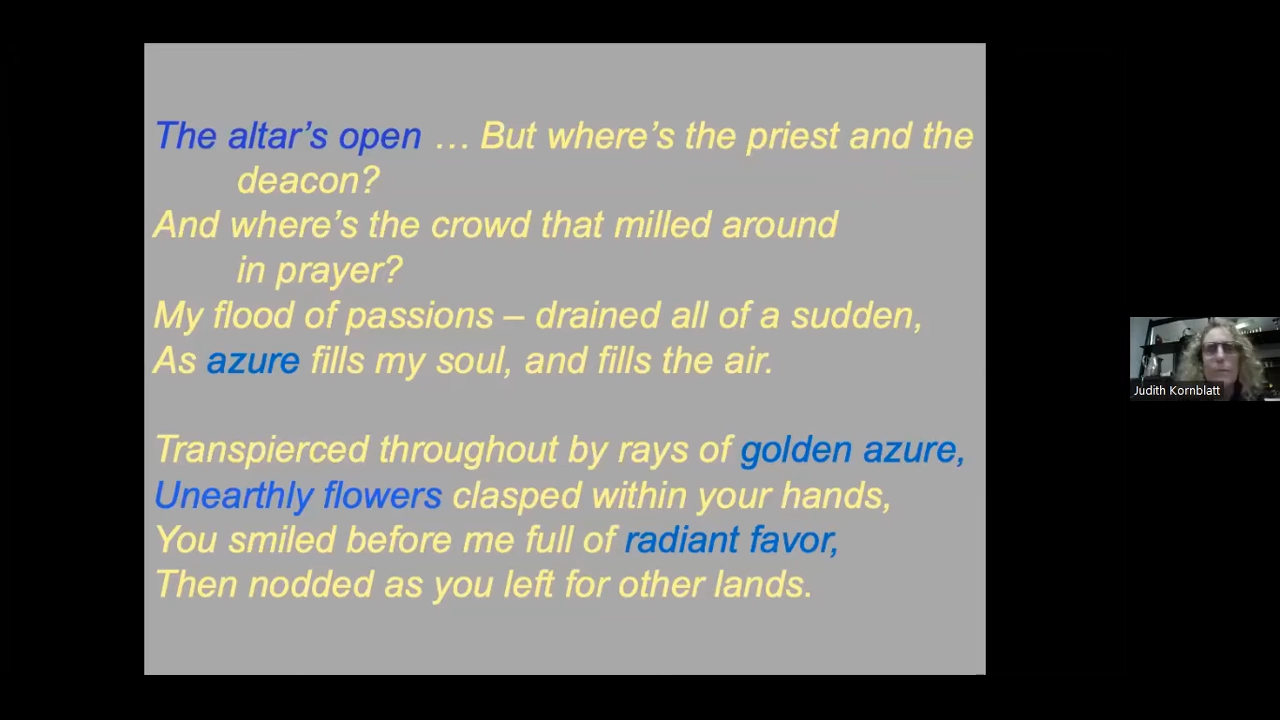 The altar's open … But where's the priest and the
deacon?
And where's the crowd that milled around
in prayer?
My flood of passions – drained all of a sudden,
As azure fills my soul, and fills the air.
Transpierced throughout by rays of golden azure,
Unearthly flowers clasped within your hands,
You smiled before me full of radiant favor,
Then nodded as you left for other lands.
Judith Kornblatt